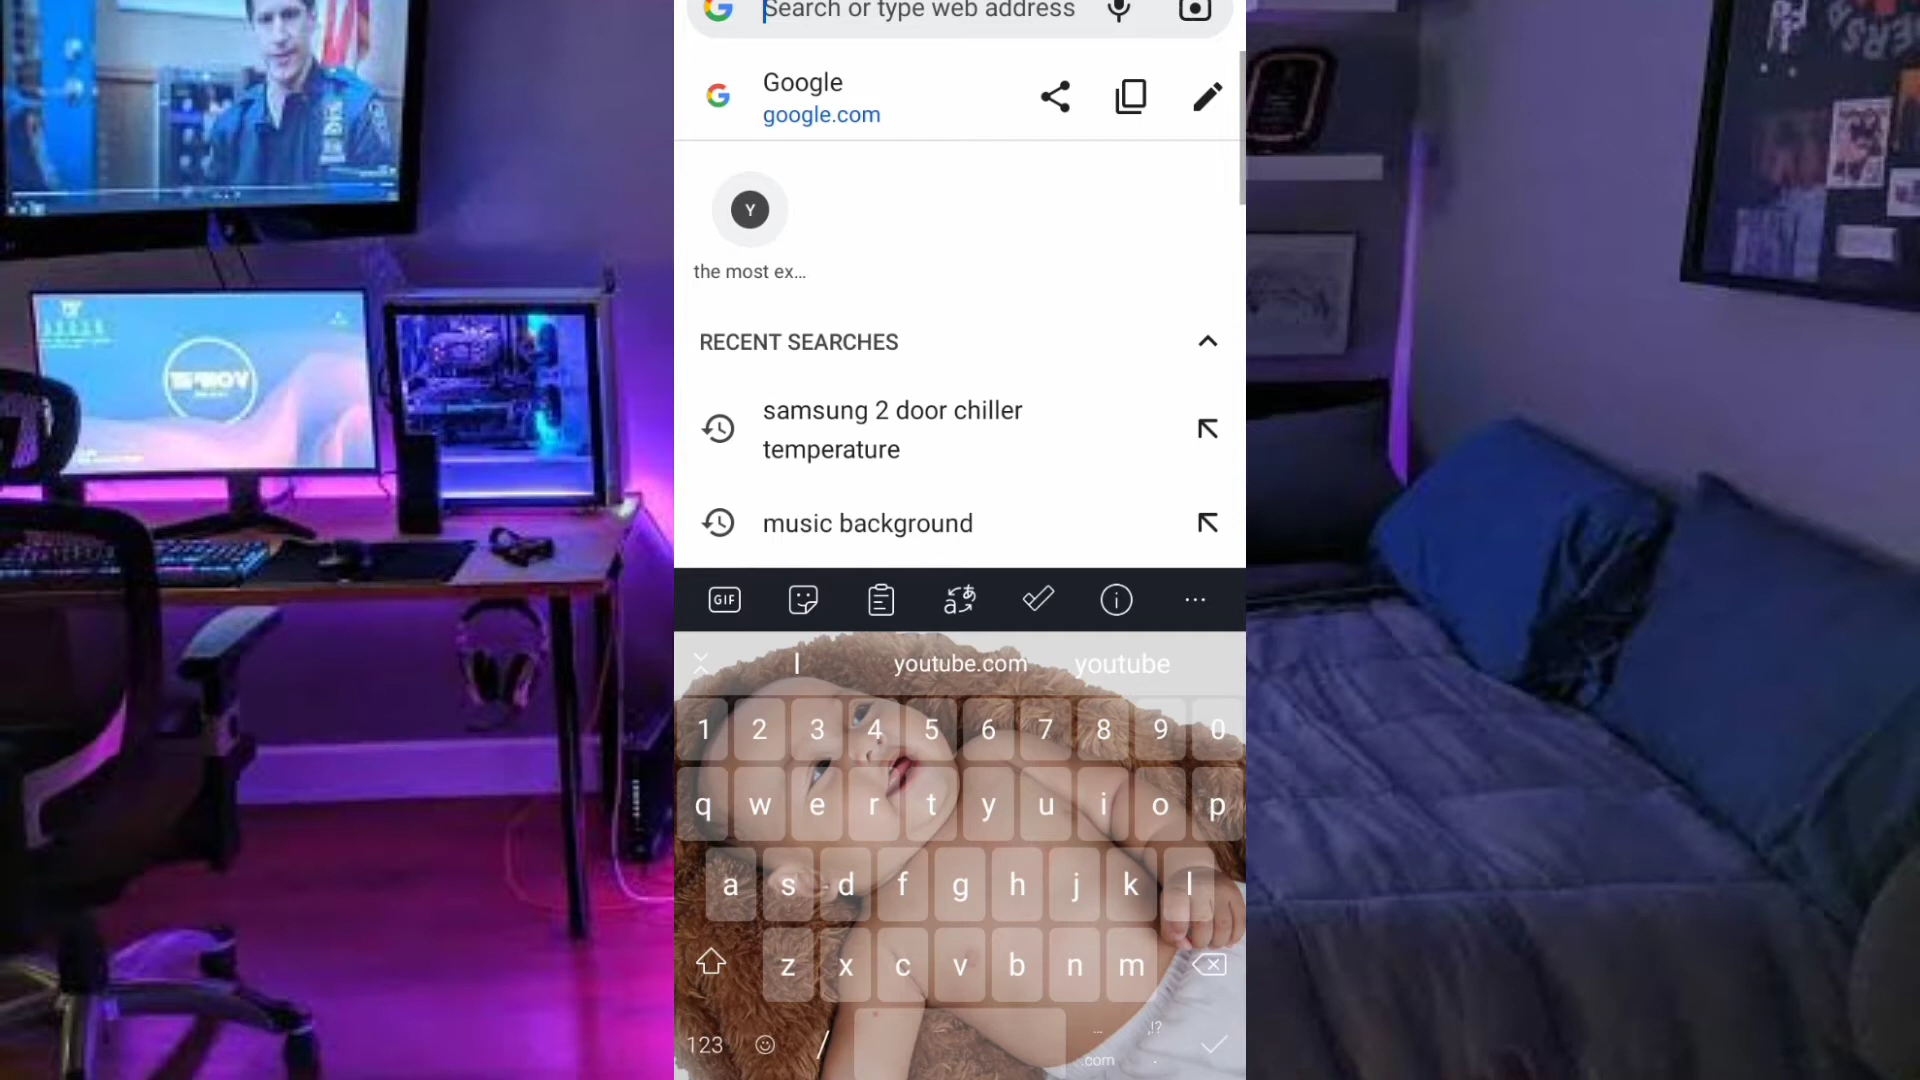 Search or type web address
Google
google.com
Y
the most ex...
RECENT SEARCHES
samsung 2 door chiller
temperature
music background
GIF
I youtube.com youtube
1 2 3 4 5 6 7 8 9 0
q w e r t y u i o p
a s d f g h j k l
z x c v b n m
123 / .com ,!? .